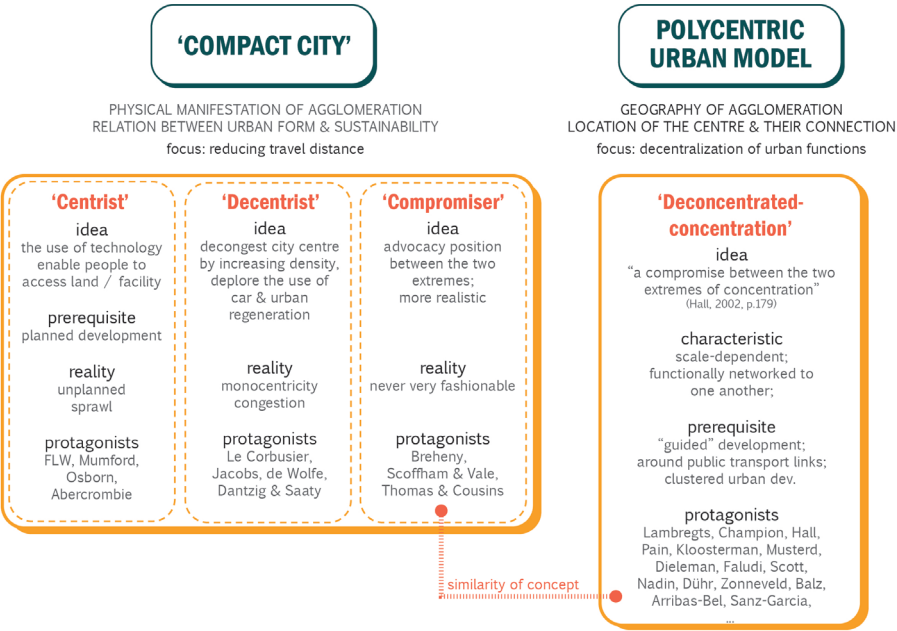 ‘COMPACT CITY’
PHYSICAL MANIFESTATION OF AGGLOMERATION
RELATION BETWEEN URBAN FORM & SUSTAINABILITY
focus: reducing travel distance
‘Centrist’
idea
the use of technology
enable people to
access land / facility
prerequisite
planned development
reality
unplanned
sprawl
protagonists
FLW, Mumford,
Osborn,
Abercrombie
‘Decentrist’
idea
decongest city centre
by increasing density,
deplore the use of
car & urban
regeneration
reality
monocentricity
congestion
protagonists
Le Corbusier,
Jacobs, de Wolfe,
Dantzig & Saaty
‘Compromiser’
idea
advocacy position
between the two
extremes;
more realistic
reality
never very fashionable
protagonists
Breheny,
Scoffham & Vale,
Thomas & Cousins
similarity of concept
POLYCENTRIC
URBAN MODEL
GEOGRAPHY OF AGGLOMERATION
LOCATION OF THE CENTRE & THEIR CONNECTION
focus: decentralization of urban functions
‘Deconcentrated-
concentration’
idea
“a compromise between the two
extremes of concentration”
(Hall, 2002, p.179)
characteristic
scale-dependent;
functionally networked to
one another;
prerequisite
“guided” development;
around public transport links;
clustered urban dev.
protagonists
Lambregts, Champion, Hall,
Pain, Kloosterman, Musterd,
Dieleman, Faludi, Scott,
Nadin, Dühr, Zonneveld, Balz,
Arribas-Bel, Sanz-Garcia,
...